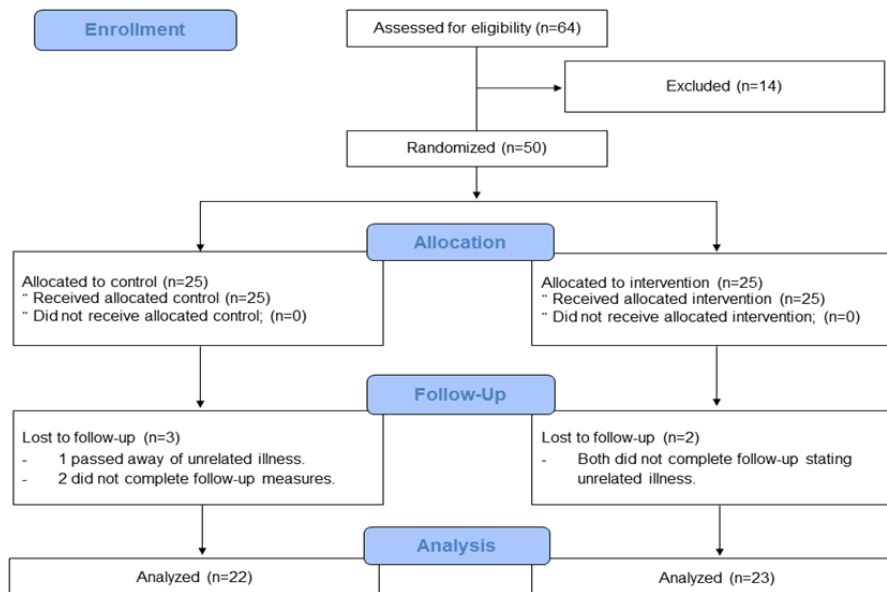 Enrollment
Assessed for eligibility (n=64)
Excluded (n=14)
Randomized (n=50)
Allocation
Allocated to control (n=25)
¨ Received allocated control (n=25)
¨ Did not receive allocated control; (n=0)
Allocated to intervention (n=25)
¨ Received allocated intervention (n=25)
¨ Did not receive allocated intervention; (n=0)
Follow-Up
Lost to follow-up (n=3)
- 1 passed away of unrelated illness.
- 2 did not complete follow-up measures.
Lost to follow-up (n=2)
- Both did not complete follow-up stating
unrelated illness.
Analysis
Analyzed (n=22)
Analyzed (n=23)